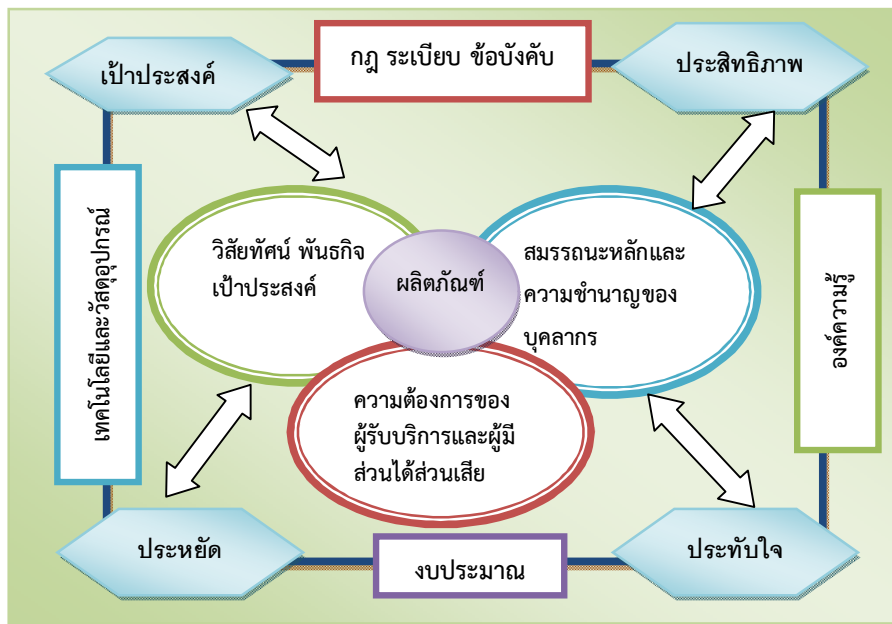 เป้าประสงค์
กฎ ระเบียบ ข้อบังคับ
ประสิทธิภาพ
เทคโนโลยีและวัสดุอุปกรณ์
วิสัยทัศน์ พันธกิจ
เป้าประสงค์
ผลิตภัณฑ์
สมรรถนะหลักและ
ความชำนาญของ
บุคลากร
องค์ความรู้
ความต้องการของ
ผู้รับบริการและผู้มี
ส่วนได้ส่วนเสีย
ประหยัด
งบประมาณ
ประทับใจ